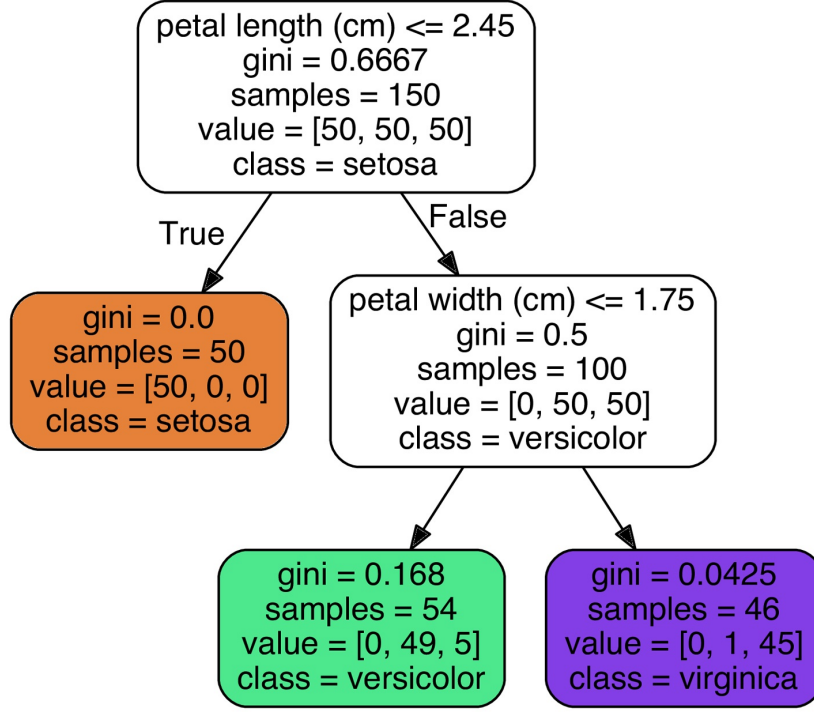 petal length (cm) <= 2.45
gini = 0.6667
samples = 150
value = [50, 50, 50]
class = setosa
True
False
gini = 0.0
samples = 50
value = [50, 0, 0]
class = setosa
petal width (cm) <= 1.75
gini = 0.5
samples = 100
value = [0, 50, 50]
class = versicolor
gini = 0.168
samples = 54
value = [0, 49, 5]
class = versicolor
gini = 0.0425
samples = 46
value = [0, 1, 45]
class = virginica